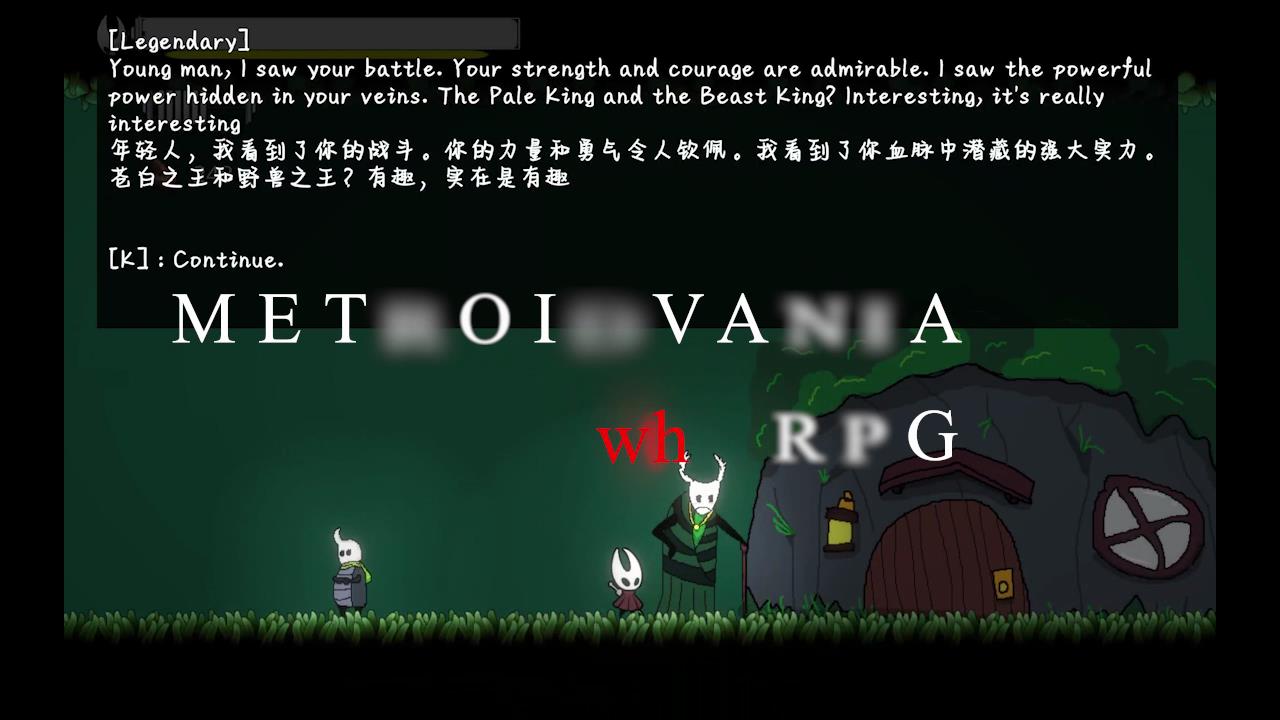 [Legendary]
Young man, I saw your battle. Your strength and courage are admirable. I saw the powerful
power hidden in your veins. The Pale King and the Beast King? Interesting, it's really
interesting
年轻人，我看到了你的战斗。你的力量和勇气令人钦佩。我看到了你血脉中潜藏的强大实力。
苍白之王和野兽之王？有趣，实在是有趣
[K] : Continue.
METROIDVANIA
wh RPG